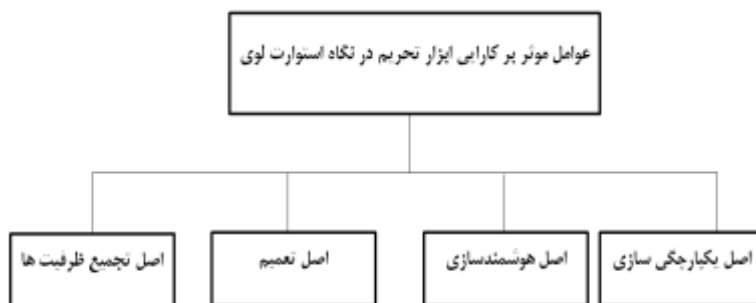 عوامل موثر بر کارایی ابزار تحریم در نگاه استوارت لوی
اصل یکپارچگی سازی
اصل هوشمندسازی
اصل تعمیم
اصل تجمیع ظرفیت ها